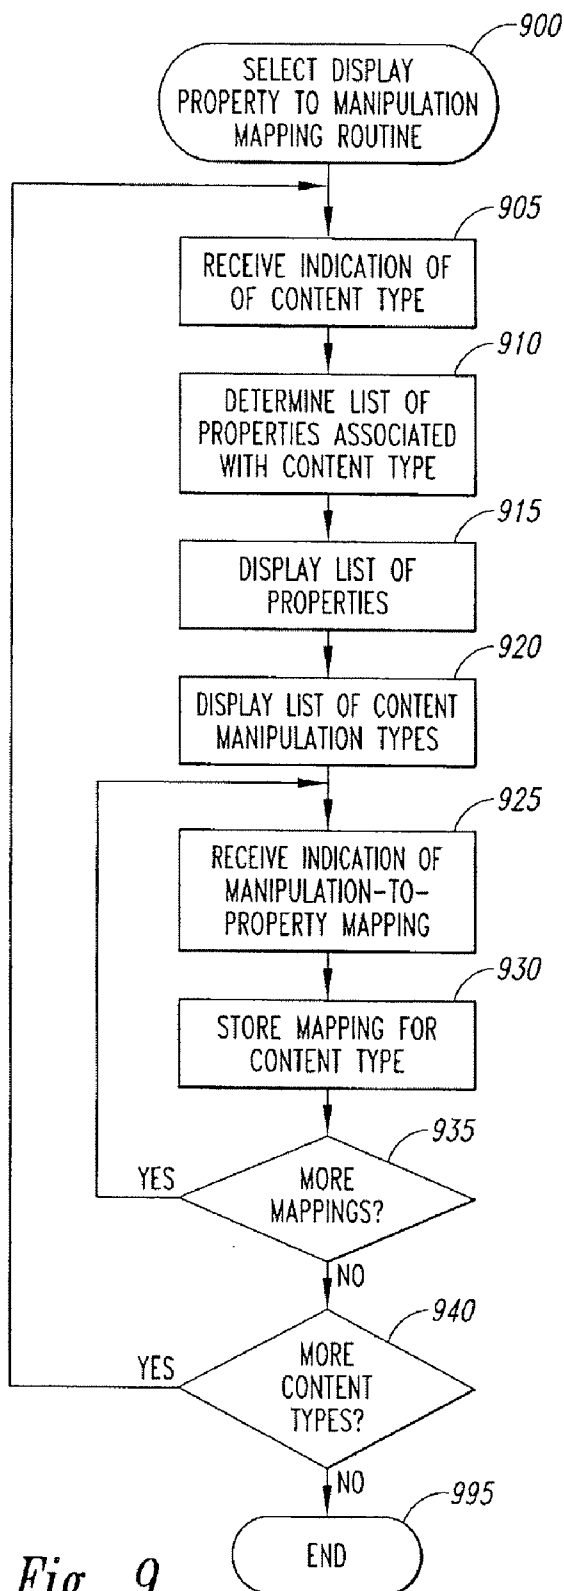 900
SELECT DISPLAY
PROPERTY TO MANIPULATION
MAPPING ROUTINE
905
RECEIVE INDICATION OF
OF CONTENT TYPE
910
DETERMINE LIST OF
PROPERTIES ASSOCIATED
WITH CONTENT TYPE
915
DISPLAY LIST OF
PROPERTIES
920
DISPLAY LIST OF CONTENT
MANIPULATION TYPES
925
RECEIVE INDICATION OF
MANIPULATION-TO-
PROPERTY MAPPING
930
STORE MAPPING FOR
CONTENT TYPE
935
YES
MORE
MAPPINGS?
NO
940
YES
MORE
CONTENT
TYPES?
NO
995
END
Fig. 9